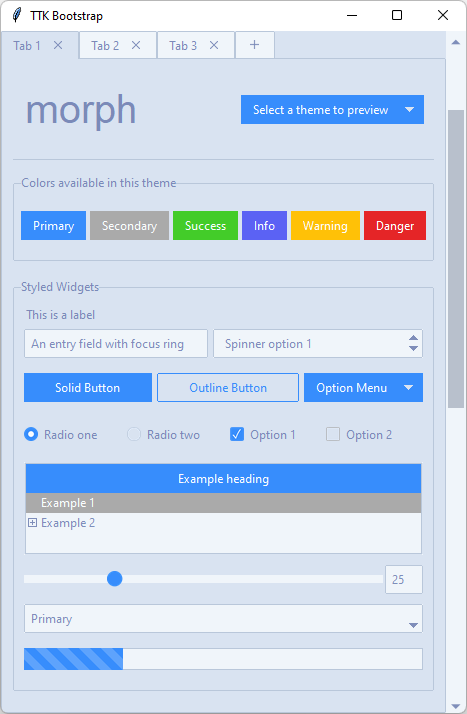 TTK Bootstrap
Tab 1 Tab 2 Tab 3 +
morph
Select a theme to preview
Colors available in this theme
Primary Secondary Success Info Warning Danger
Styled Widgets
This is a label
An entry field with focus ring Spinner option 1
Solid Button Outline Button Option Menu
Radio one Radio two Option 1 Option 2
Example heading
Example 1
Example 2
25
Primary